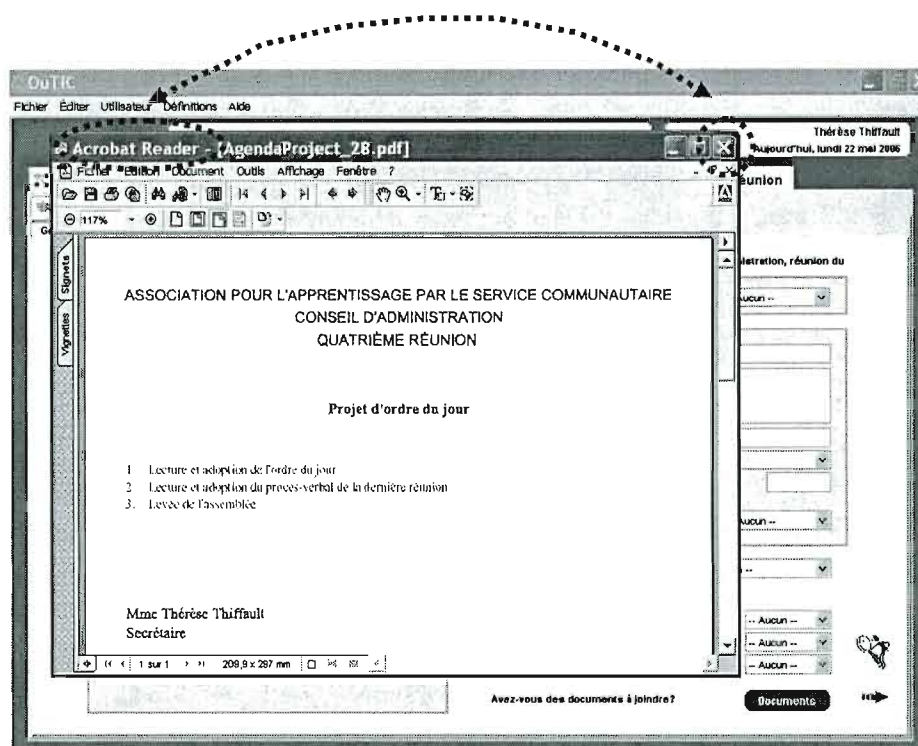 OuTIC
Fichier Éditer Utilisateur Définitions Aide
Thérèse Thiffault
Aujourd'hui, lundi 22 mai 2006
Acrobat Reader - [AgendaProject_28.pdf]
Fichier Edition Document Outils Affichage Fenêtre ?
éunion
117%
Signets
Vignettes
ASSOCIATION POUR L'APPRENTISSAGE PAR LE SERVICE COMMUNAUTAIRE
CONSEIL D'ADMINISTRATION
QUATRIÈME RÉUNION
Projet d'ordre du jour
1. Lecture et adoption de l'ordre du jour
2. Lecture et adoption du procès-verbal de la dernière réunion
3. Levée de l'assemblée
Mme Thérèse Thiffault
Secrétaire
1 sur 1 209,9 x 297 mm
nistration, réunion du
Aucun --
Aucun --
--
-- Aucun --
-- Aucun --
-- Aucun --
Avez-vous des documents à joindre?
Documents